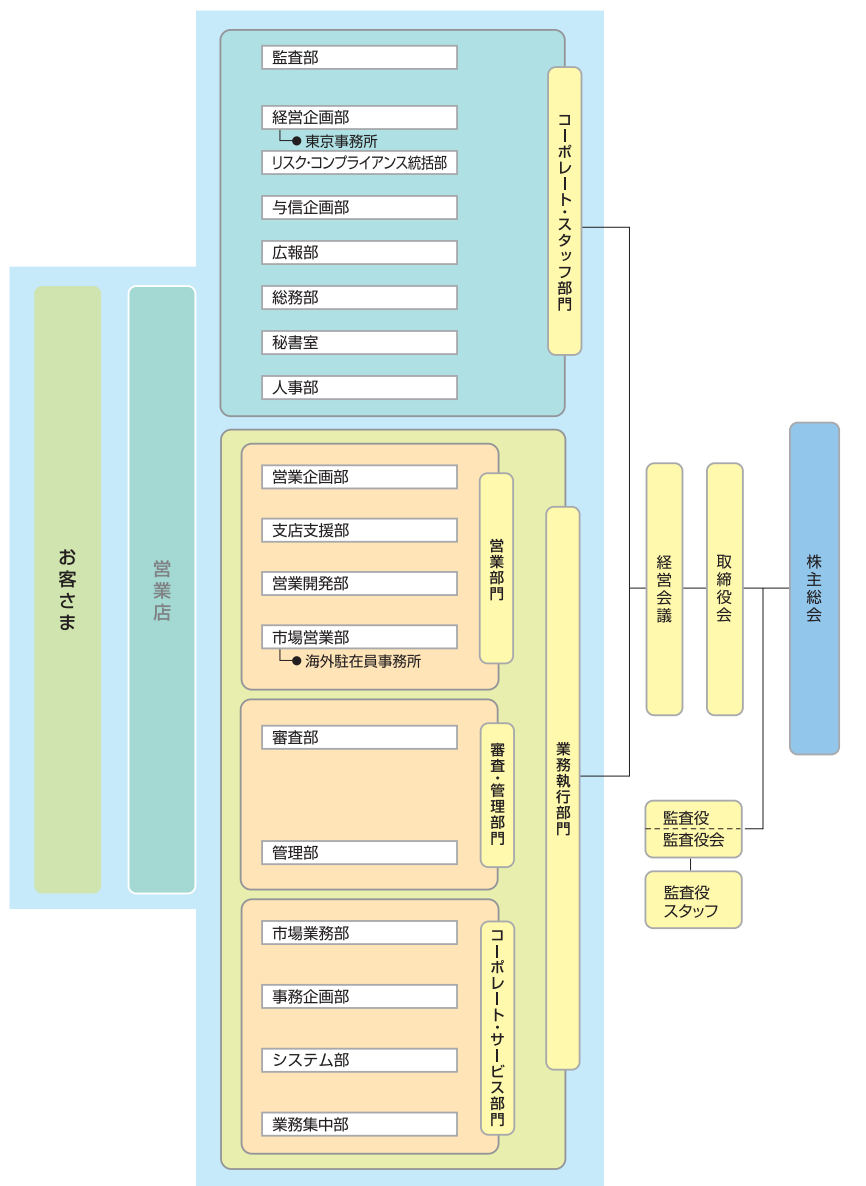 監査部
経営企画部
東京事務所
リスク・コンプライアンス統括部
与信企画部
広報部
総務部
秘書室
人事部
コーポレート・スタッフ部門
営業企画部
支店支援部
営業開発部
市場営業部
海外駐在員事務所
営業部門
審査部
管理部
審査・管理部門
市場業務部
事務企画部
システム部
業務集中部
コーポレート・サービス部門
業務執行部門
お客さま
営業店
経営会議
取締役会
株主総会
監査役
監査役会
監査役
スタッフ